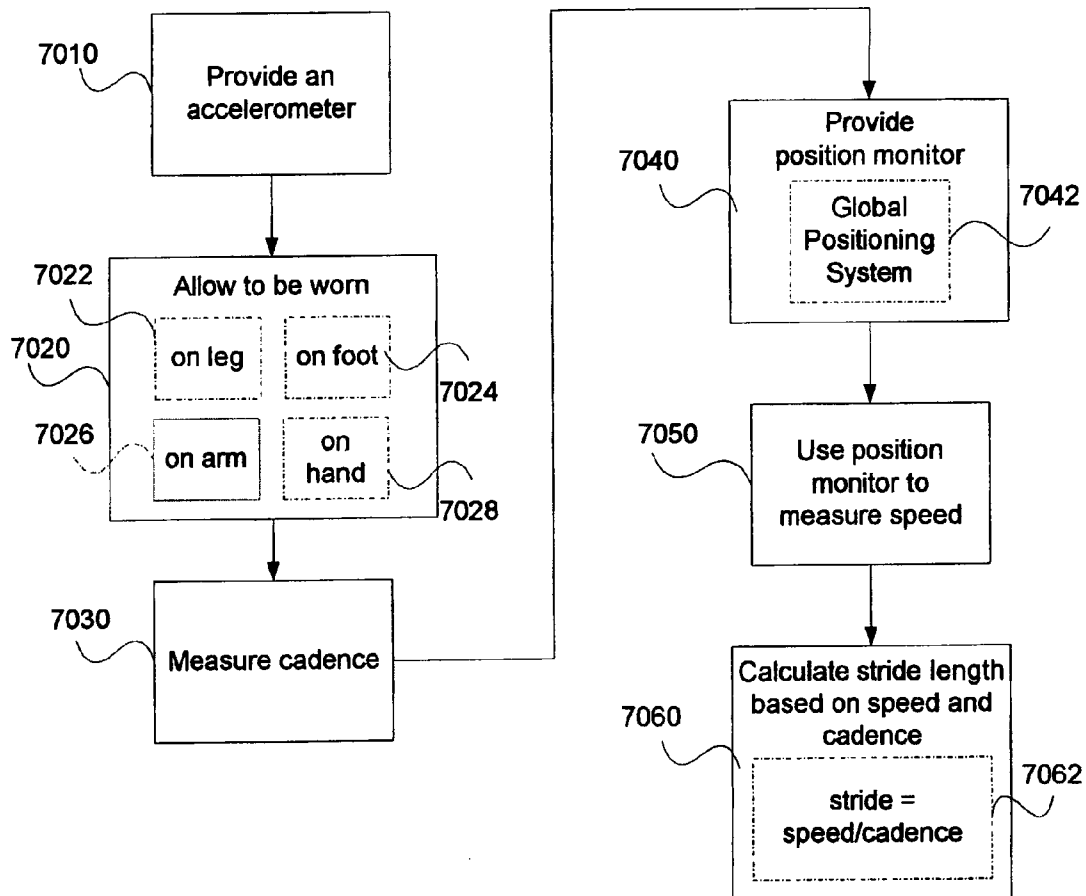 7010
Provide an
accelerometer
7022
7020
Allow to be worn
on leg
on foot
7024
7026
on arm
on
hand
7028
7030
Measure cadence
Provide
position monitor
7040
7042
Global
Positioning
System
7050
Use position
monitor to
measure speed
Calculate stride length
based on speed and
cadence
7060
7062
stride =
speed/cadence